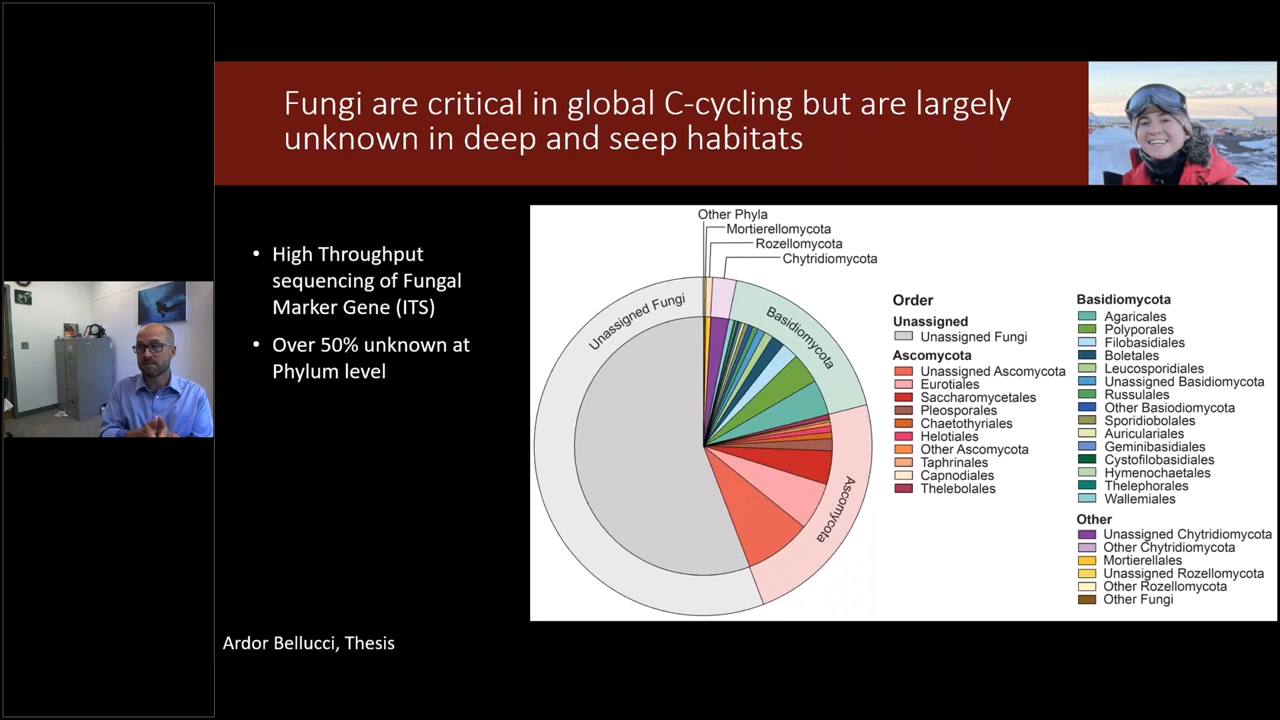 Fungi are critical in global C-cycling but are largely
unknown in deep and seep habitats
• High Throughput
sequencing of Fungal
Marker Gene (ITS)
• Over 50% unknown at
Phylum level
Other Phyla
Mortierellomycota
Rozellomycota
Chytridiomycota
Unassigned Fungi
Basidiomycota
Ascomycota
Order
Unassigned
Unassigned Fungi
Ascomycota
Unassigned Ascomycota
Eurotiales
Saccharomycetales
Pleosporales
Chaetothyriales
Helotiales
Other Ascomycota
Taphrinales
Capnodiales
Thelebolales
Basidiomycota
Agaricales
Polyporales
Filobasidiales
Boletales
Leucosporidiales
Unassigned Basidiomycota
Russulales
Other Basiodiomycota
Sporidiobolales
Auriculariales
Geminibasidiales
Cystofilobasidiales
Hymenochaetales
Thelephorales
Wallemiales
Other
Unassigned Chytridiomycota
Other Chytridiomycota
Mortierellales
Unassigned Rozellomycota
Other Rozellomycota
Other Fungi
Ardor Bellucci, Thesis